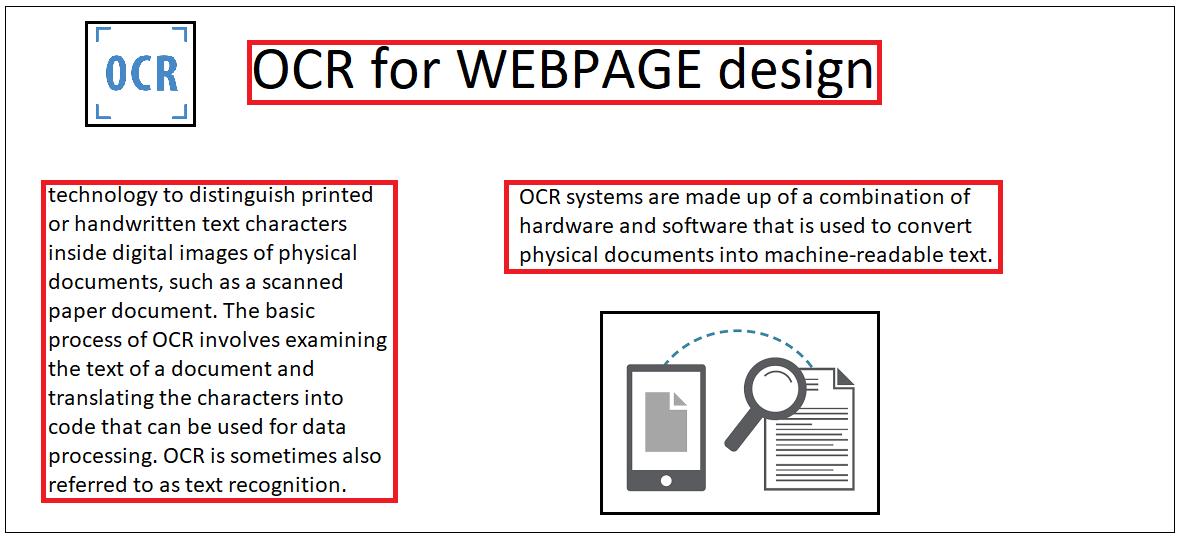 OCR
OCR for WEBPAGE design
technology to distinguish printed
or handwritten text characters
inside digital images of physical
documents, such as a scanned
paper document. The basic
process of OCR involves examining
the text of a document and
translating the characters into
code that can be used for data
processing. OCR is sometimes also
referred to as text recognition.
OCR systems are made up of a combination of
hardware and software that is used to convert
physical documents into machine-readable text.